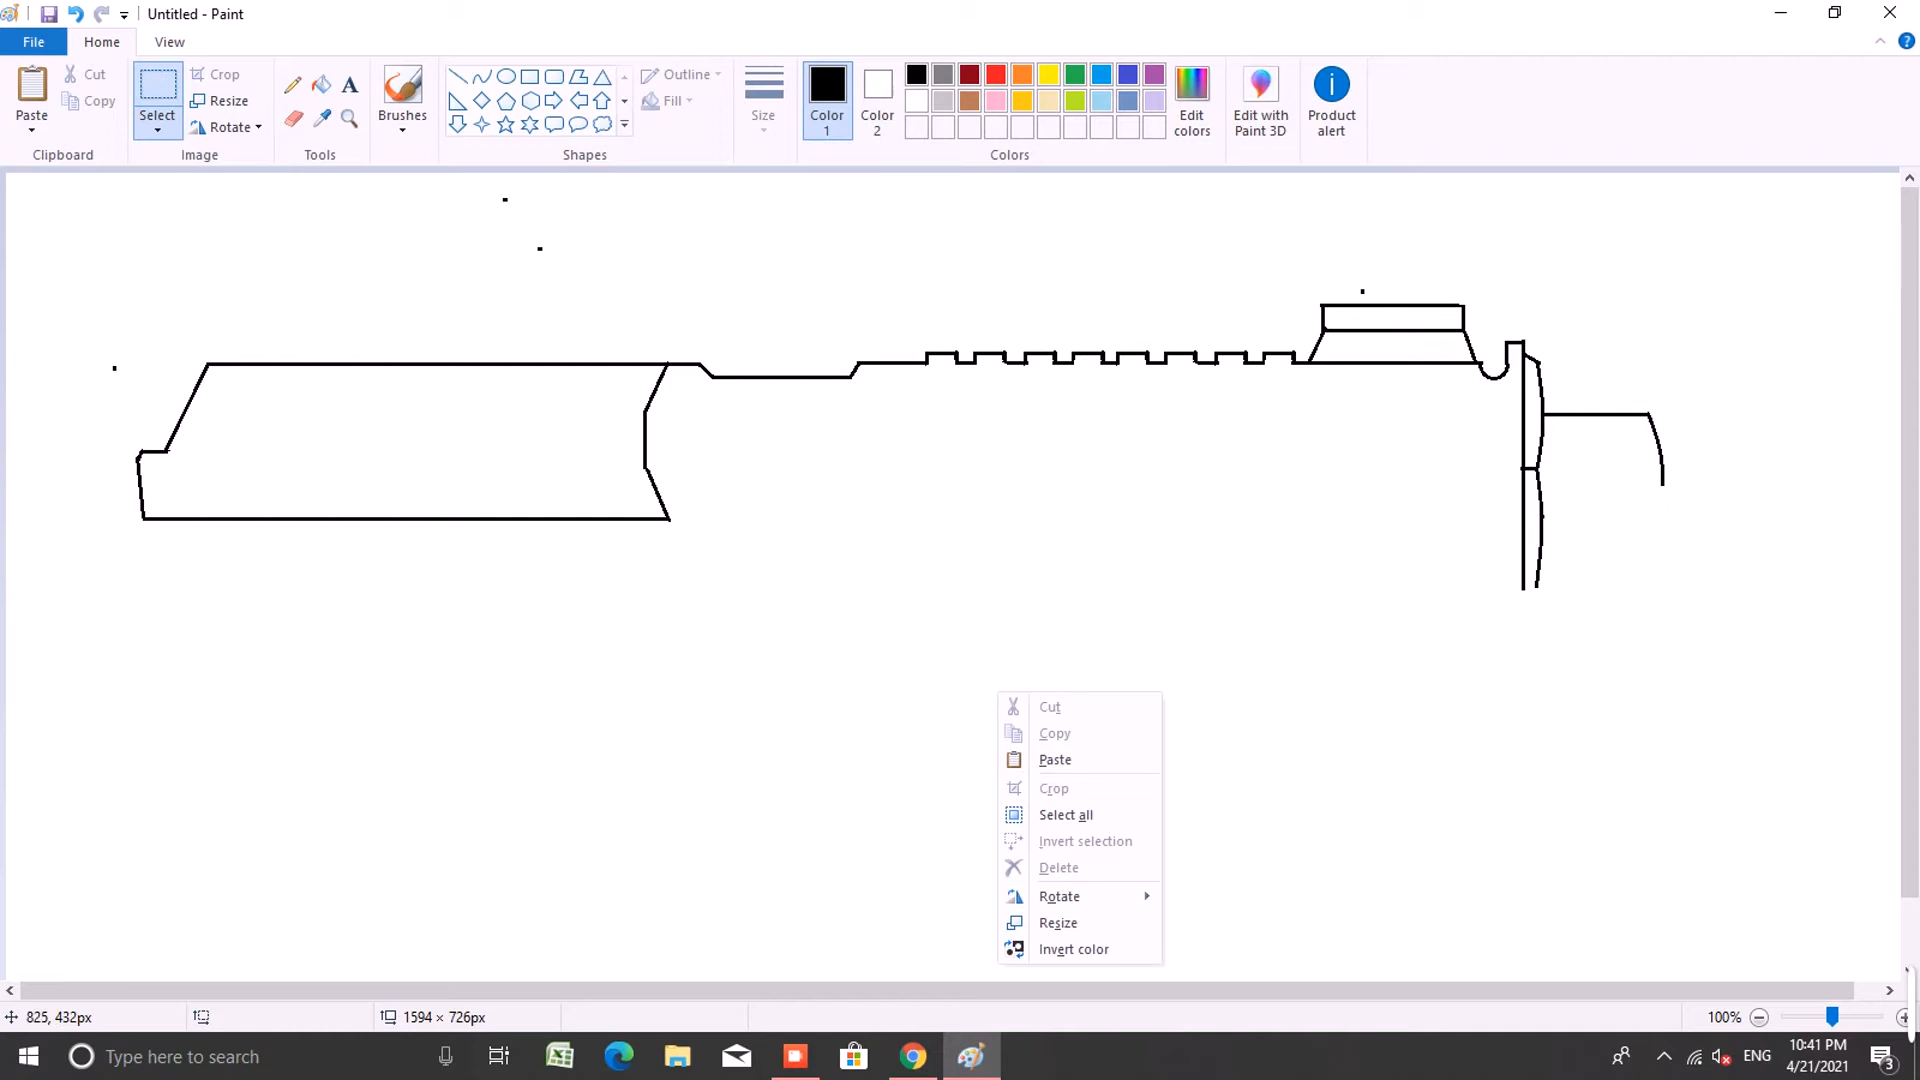 Untitled - Paint
File Home View
Paste Cut Copy Clipboard
Select Crop Resize Rotate Image
A Tools
Brushes
Shapes
Outline Fill
Size
Color 1 Color 2
Edit colors
Colors
Edit with Paint 3D
Product alert
Cut
Copy
Paste
Crop
Select all
Invert selection
Delete
Rotate
Resize
Invert color
825, 432px 1594 × 726px 100%
Type here to search ENG 10:41 PM
4/21/2021 3